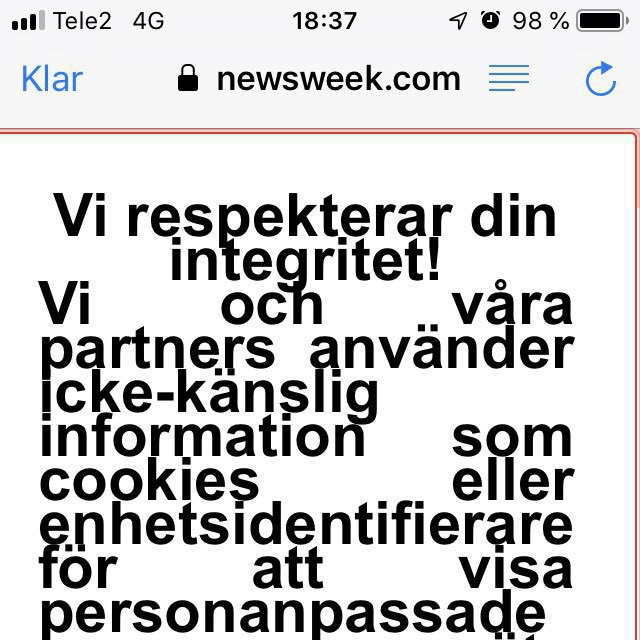 Tele2 4G 18:37 98 %
Klar newsweek.com
Vi respekterar din
integritet!
Vi och våra
partners använder
icke-känslig
information som
cookies eller
enhetsidentifierare
för att visa
personanpassade